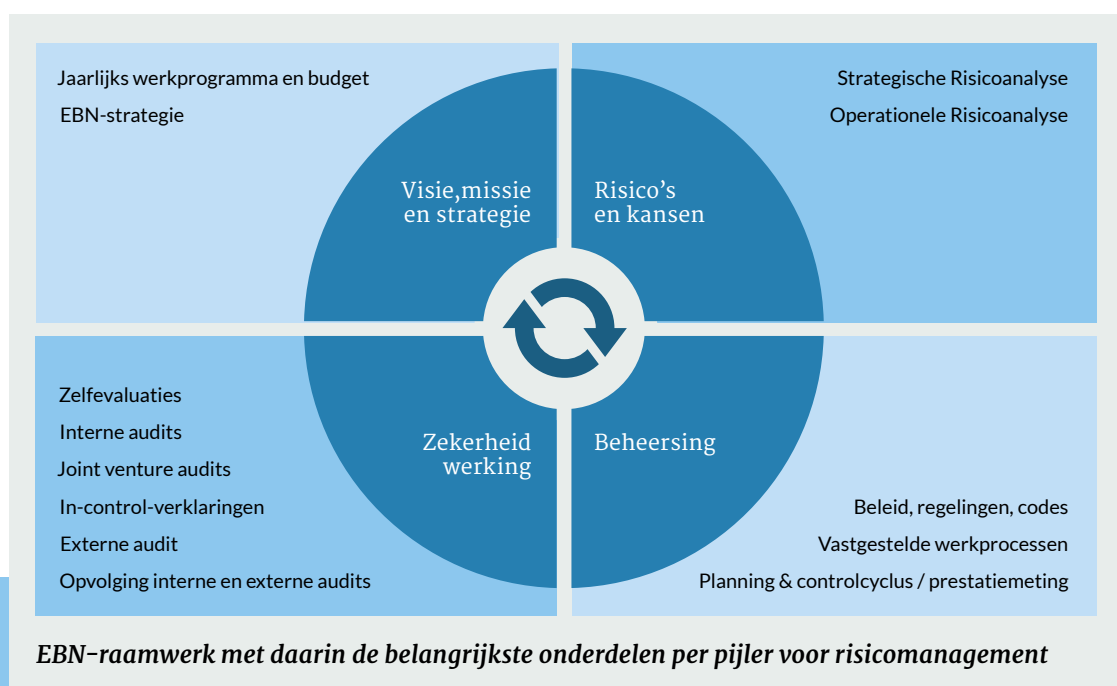 Jaarlijks werkprogramma en budget
EBN-strategie
Visie,missie
en strategie
Strategische Risicoanalyse
Operationele Risicoanalyse
Risico’s
en kansen
Zelfevaluaties
Interne audits
Joint venture audits
In-control-verklaringen
Externe audit
Opvolging interne en externe audits
Zekerheid
werking
Beheersing
Beleid, regelingen, codes
Vastgestelde werkprocessen
Planning & controlcyclus / prestatiemeting
EBN-raamwerk met daarin de belangrijkste onderdelen per pijler voor risicomanagement